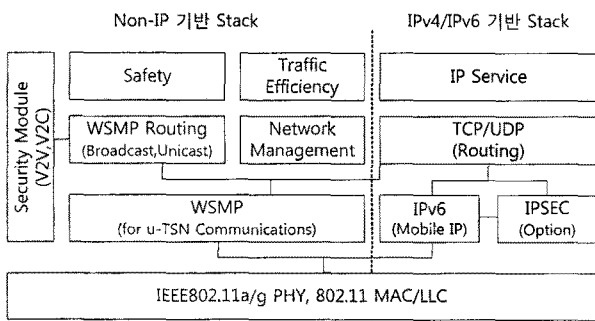 Non-IP 기반 Stack
IPv4/IPv6 기반 Stack
Security Module
(V2V,V2C)
Safety
Traffic
Efficiency
IP Service
WSMP Routing
(Broadcast,Unicast)
Network
Management
TCP/UDP
(Routing)
WSMP
(for u-TSN Communications)
IPv6
(Mobile IP)
IPSEC
(Option)
IEEE802.11a/g PHY, 802.11 MAC/LLC